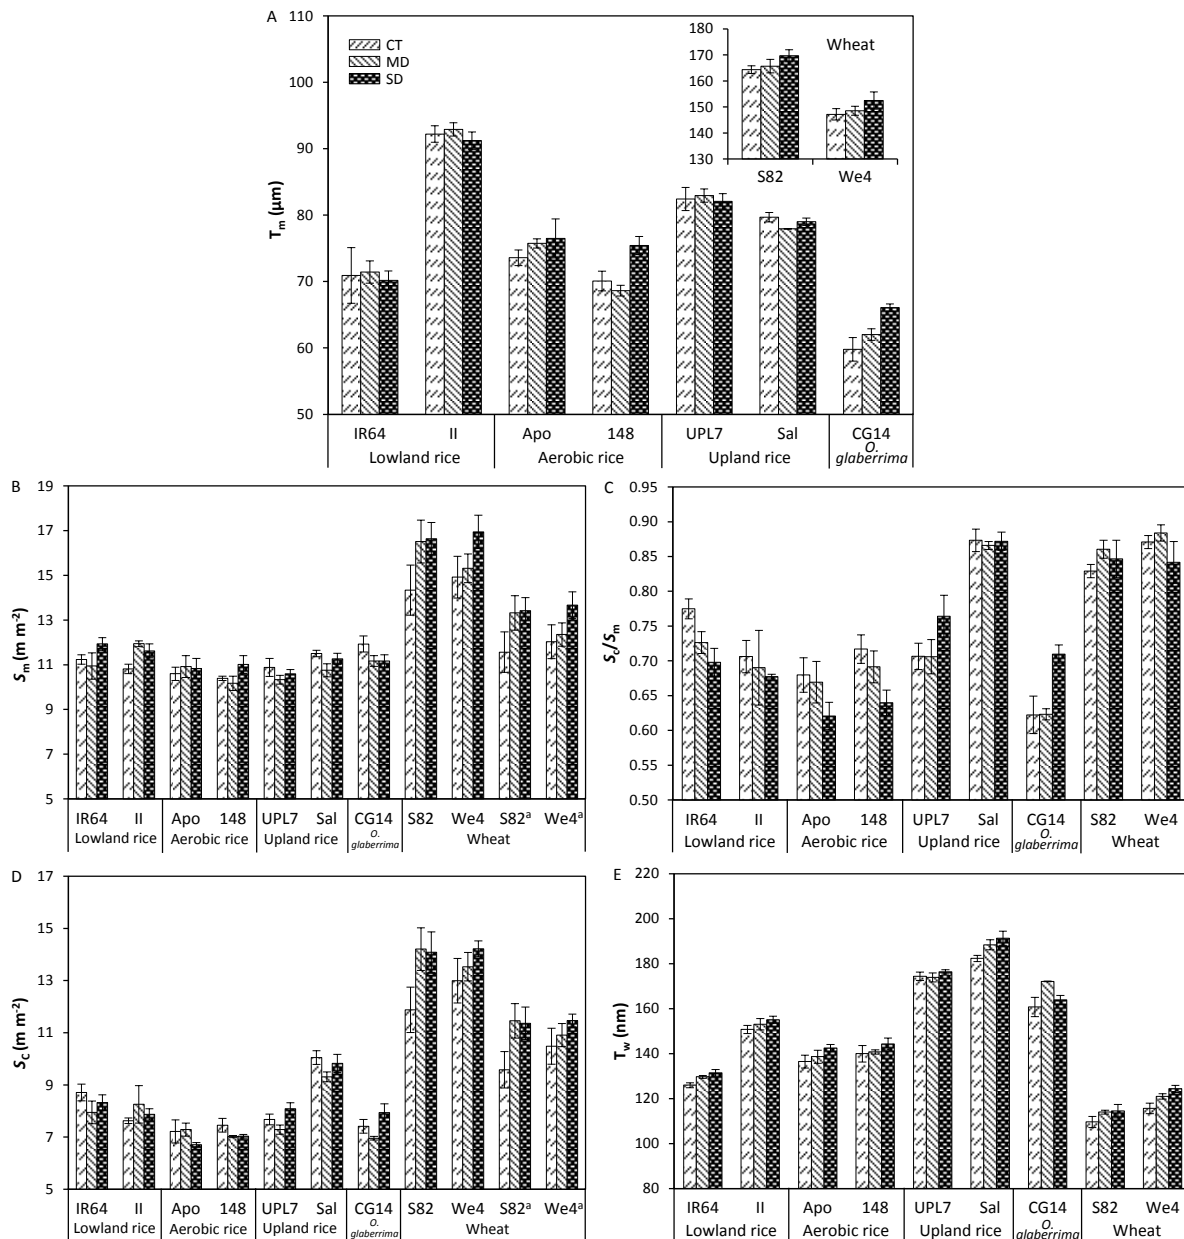 A
110
100
90
80
70
60
50
T_m (µm)
CT
MD
SD
Wheat
180
170
160
150
140
130
S82 We4
IR64 II Apo 148 UPL7 Sal CG14
Lowland rice Aerobic rice Upland rice O. glaberrima
B
19
17
15
13
11
9
7
5
S_m (m m⁻²)
IR64 II Apo 148 UPL7 Sal CG14 S82 We4 S82ᵃ We4ᵃ
Lowland rice Aerobic rice Upland rice O. glaberrima Wheat
C
0.95
0.90
0.85
0.80
0.75
0.70
0.65
0.60
0.55
0.50
S_c/S_m
IR64 II Apo 148 UPL7 Sal CG14 S82 We4
Lowland rice Aerobic rice Upland rice O. glaberrima Wheat
D
17
15
13
11
9
7
5
S_C (m m⁻²)
IR64 II Apo 148 UPL7 Sal CG14 S82 We4 S82ᵃ We4ᵃ
Lowland rice Aerobic rice Upland rice O. glaberrima Wheat
E
220
200
180
160
140
120
100
80
T_w (nm)
IR64 II Apo 148 UPL7 Sal CG14 S82 We4
Lowland rice Aerobic rice Upland rice O. glaberrima Wheat